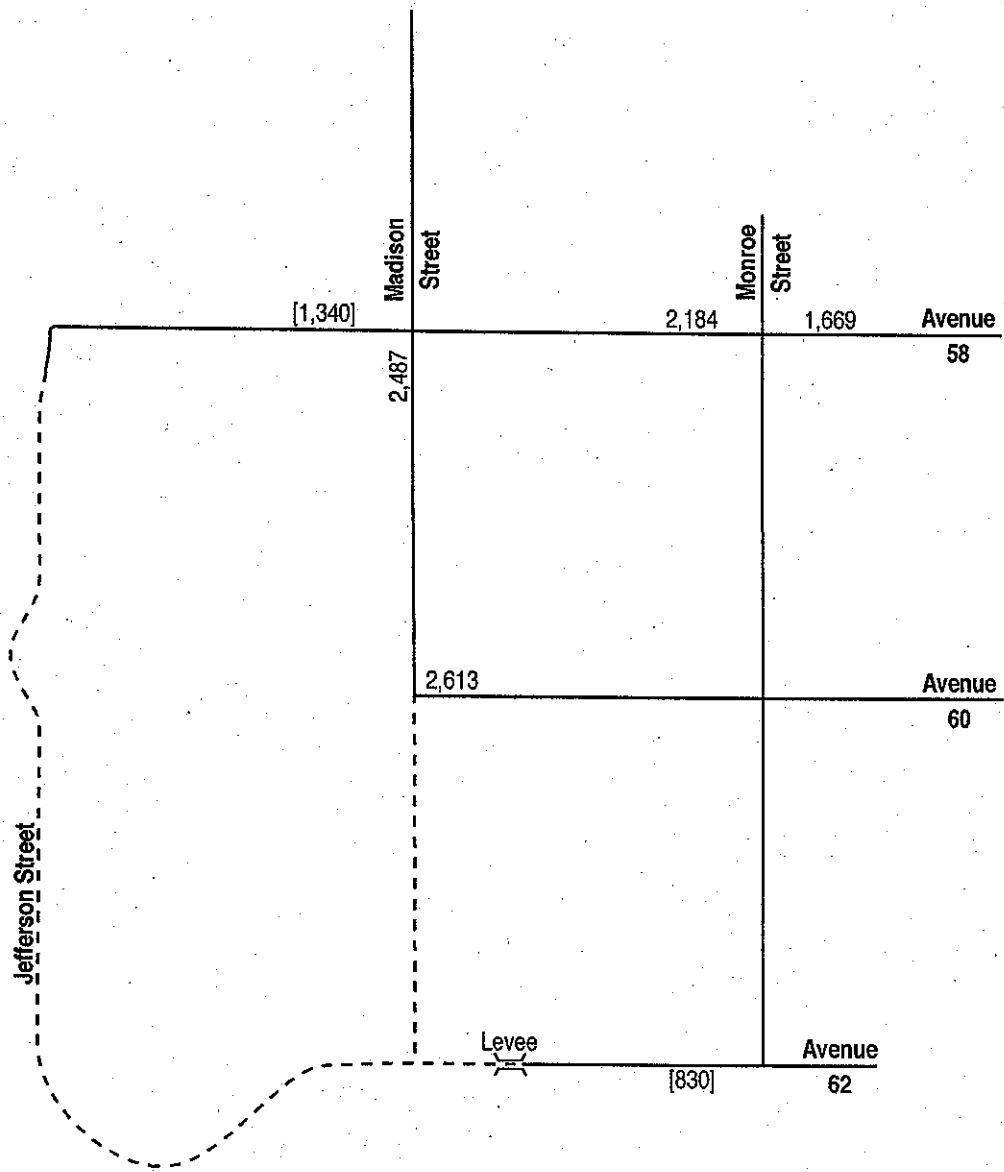 Madison
Street
Monroe
Street
[1,340]
2,184
1,669
Avenue
58
2,487
2,613
Avenue
60
Jefferson Street
Levee
[830]
Avenue
62